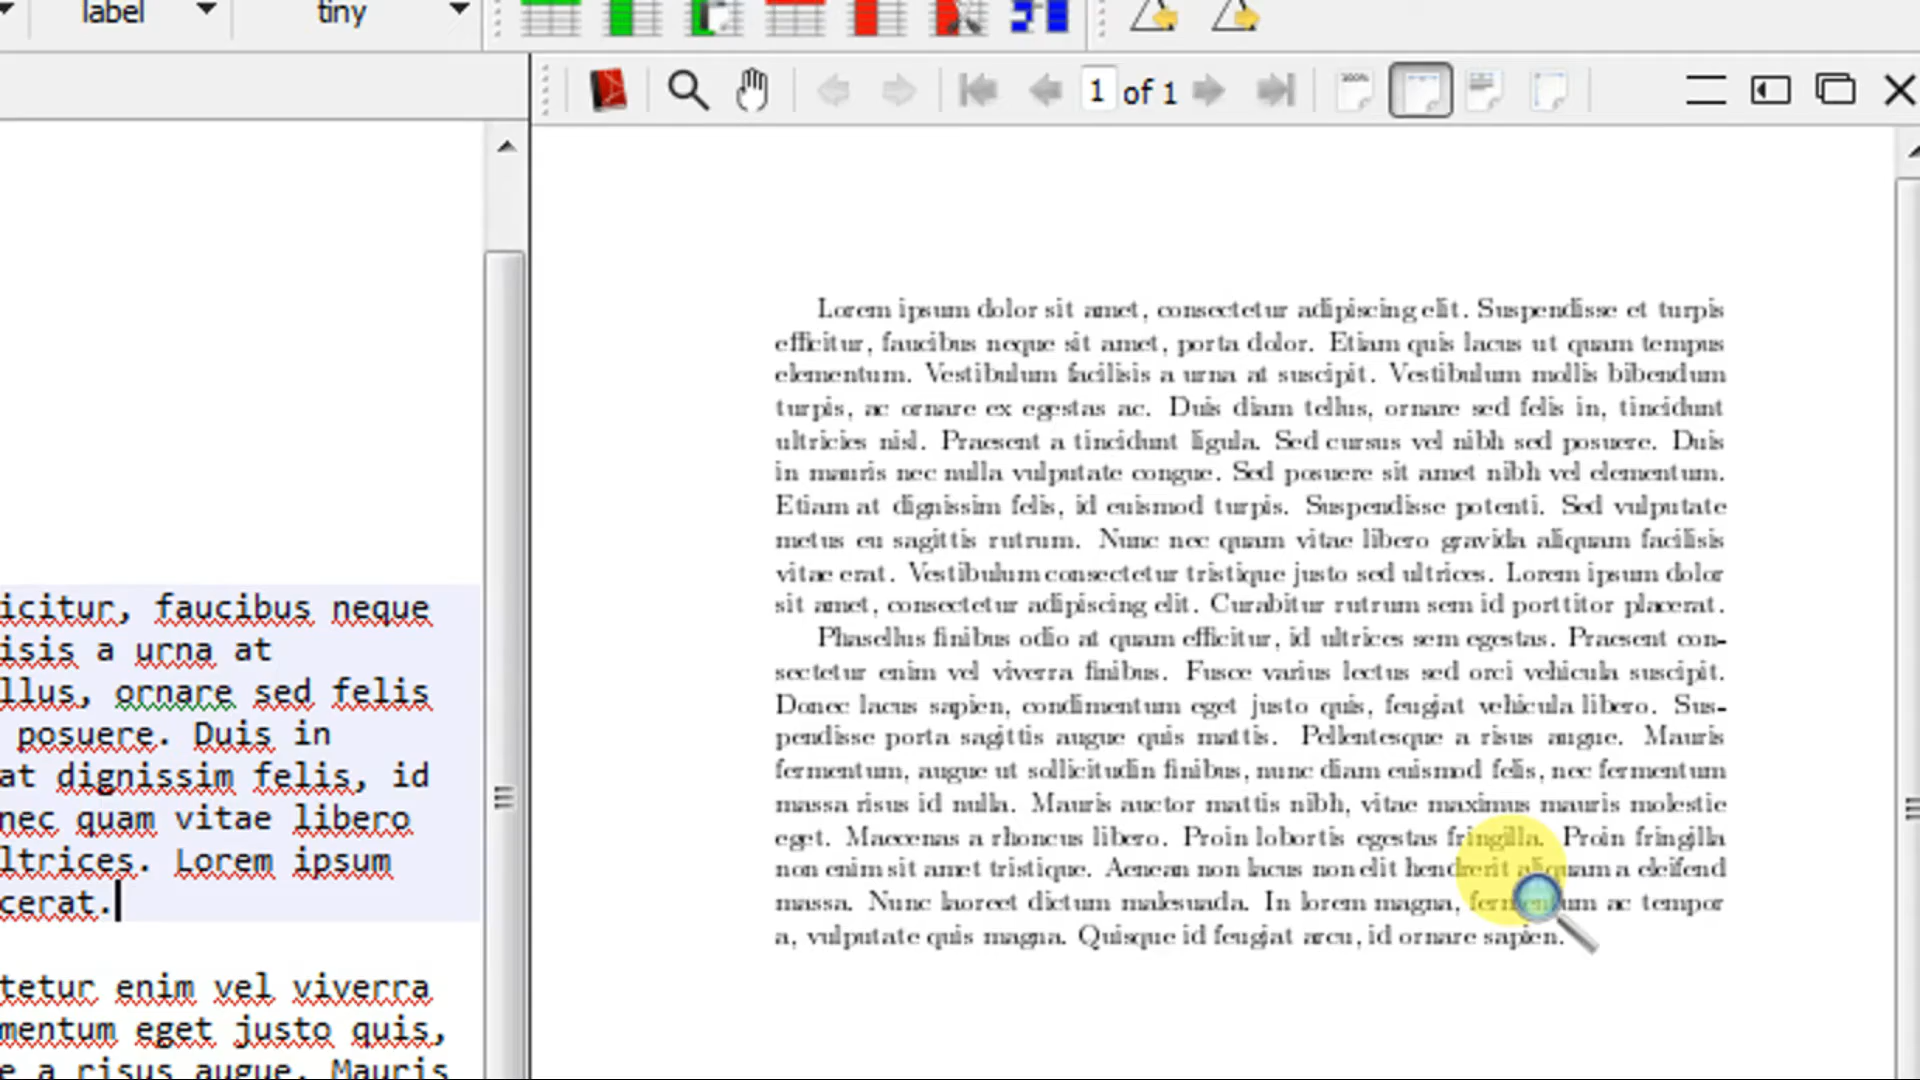 label tiny
1 of 1
Lorem ipsum dolor sit amet, consectetur adipiscing elit. Suspendisse et turpis
efficitur, faucibus neque sit amet, porta dolor. Etiam quis lacus ut quam tempus
elementum. Vestibulum facilisis a urna at suscipit. Vestibulum mollis bibendum
turpis, ac ornare ex egestas ac. Duis diam tellus, ornare sed felis in, tincidunt
ultricies nisl. Praesent a tincidunt ligula. Sed cursus vel nibh sed posuere. Duis
in mauris nec nulla vulputate congue. Sed posuere sit amet nibh vel elementum.
Etiam at dignissim felis, id euismod turpis. Suspendisse potenti. Sed vulputate
metus eu sagittis rutrum. Nunc nec quam vitae libero gravida aliquam facilisis
vitae erat. Vestibulum consectetur tristique justo sed ultrices. Lorem ipsum dolor
sit amet, consectetur adipiscing elit. Curabitur rutrum sem id porttitor placerat.
Phasellus finibus odio at quam efficitur, id ultrices sem egestas. Praesent con-
sectetur enim vel viverra finibus. Fusce varius lectus sed orci vehicula suscipit.
Donec lacus sapien, condimentum eget justo quis, feugiat vehicula libero. Sus-
pendisse porta sagittis augue quis mattis. Pellentesque a risus augue. Mauris
fermentum, augue ut sollicitudin finibus, nunc diam euismod felis, nec fermentum
massa risus id nulla. Mauris auctor mattis nibh, vitae maximus mauris molestie
eget. Maecenas a rhoncus libero. Proin lobortis egestas fringilla. Proin fringilla
non enim sit amet tristique. Aenean non lacus non elit hendrerit aliquam a eleifend
massa. Nunc laoreet dictum malesuada. In lorem magna, fermentum ac tempor
a, vulputate quis magna. Quisque id feugiat arcu, id ornare sapien.
icitur, faucibus neque
isis a urna at
llus, ornare sed felis
posuere. Duis in
at dignissim felis, id
nec quam vitae libero
ltrices. Lorem ipsum
cerat.
tetur enim vel viverra
mentum eget justo quis,
e a risus augue. Mauris